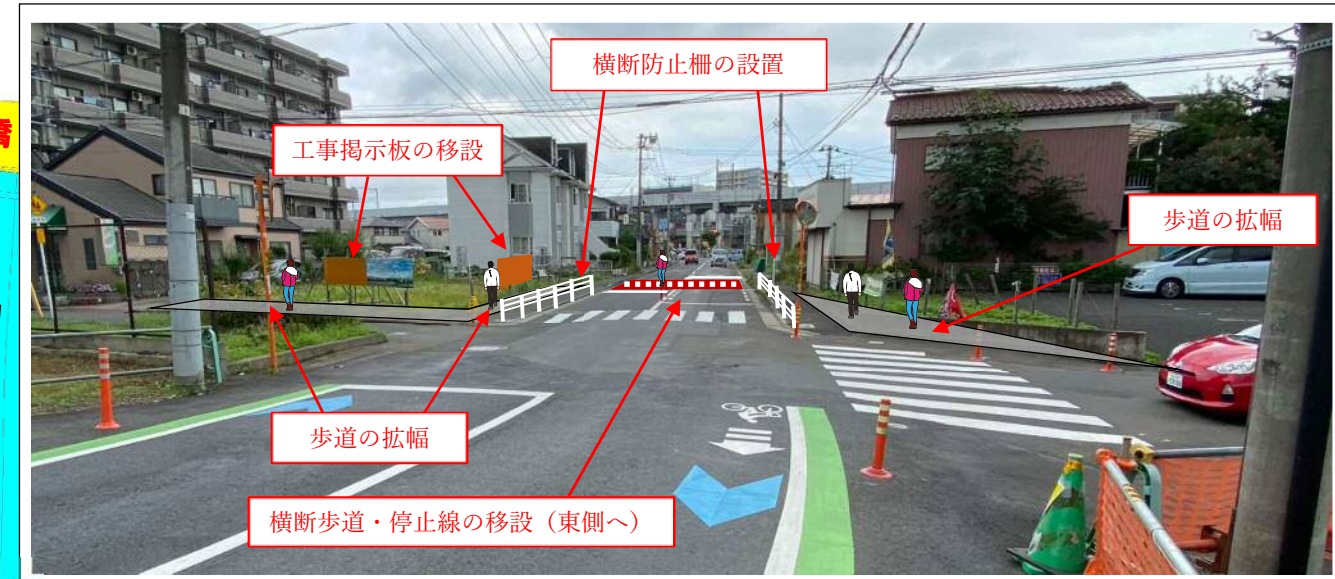 橋
横断防止柵の設置
工事掲示板の移設
歩道の拡幅
歩道の拡幅
横断歩道・停止線の移設（東側へ）